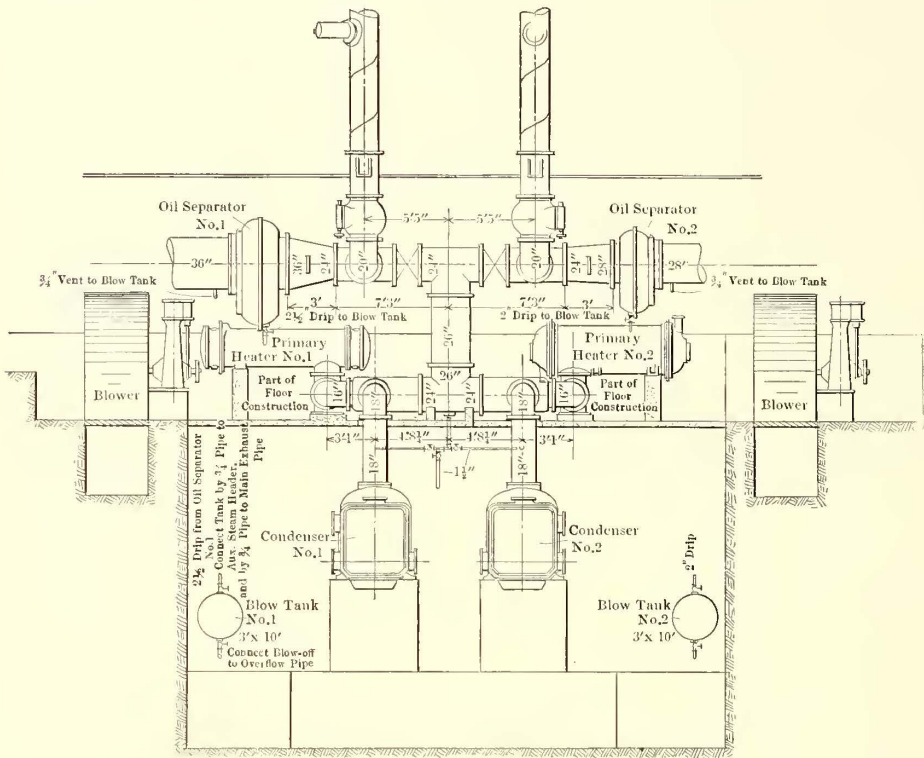 Oil Separator
No.1
Oil Separator
No.2
5'5"
5'5"
36"
36"
24"
20"
24"
20"
24"
28"
28"
¾" Vent to Blow Tank
¾" Vent to Blow Tank
3'
7'3"
7'3"
3'
2½" Drip to Blow Tank
2" Drip to Blow Tank
26"
Primary
Heater No.1
Primary
Heater No.2
26"
Part of
Floor
Construction
Part of
Floor
Construction
16"
18"
24"
24"
18"
16"
Blower
Blower
3'4"
4'8¼"
4'8¼"
3'4"
18"
18"
2½ Drip from Oil Separator
No.1
Connect Tank by ¾ Pipe to
Aux. Steam Header,
and by ¾ Pipe to Main Exhaust
Pipe
Condenser
No.1
Condenser
No.2
2" Drip
Blow Tank
No.1
3'x 10'
Connect Blow-off
to Overflow Pipe
Blow Tank
No.2
3'x 10'